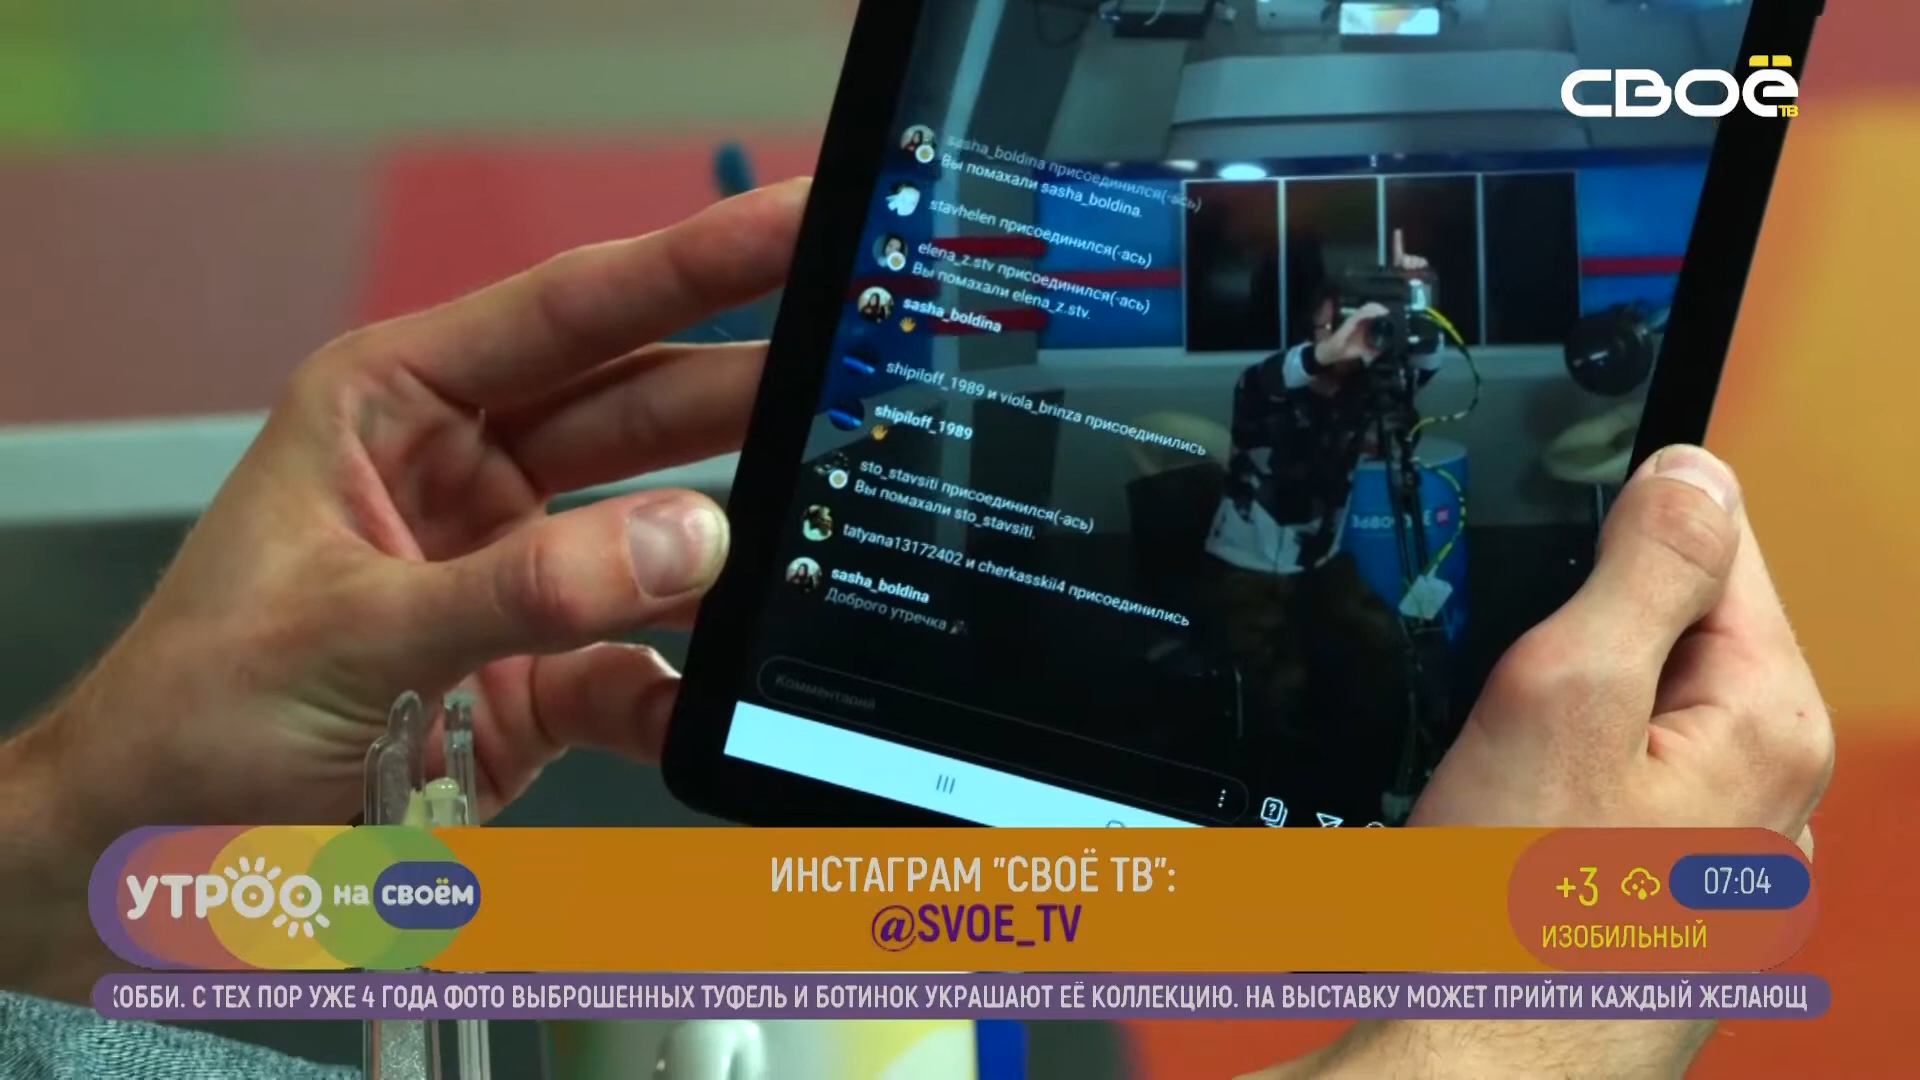 СВОЁ
ТВ
sasha_boldina присоединился(-ась)
Вы помахали sasha_boldina.
stavhelen присоединился(-ась)
elena_z.stv присоединился(-ась)
Вы помахали elena_z.stv.
sasha_boldina
👋
shipiloff_1989 и viola_brinza присоединились
shipiloff_1989
👋
sto_stavsiti присоединился(-ась)
Вы помахали sto_stavsiti.
tatyana13172402 и cherkasskii4 присоединились
sasha_boldina
Доброго утречка
Комментарий
УТРОО НА СВОЁМ
ИНСТАГРАМ "СВОЁ ТВ":
@SVOE_TV
+3
07:04
ИЗОБИЛЬНЫЙ
ХОББИ. С ТЕХ ПОР УЖЕ 4 ГОДА ФОТО ВЫБРОШЕННЫХ ТУФЕЛЬ И БОТИНОК УКРАШАЮТ ЕЁ КОЛЛЕКЦИЮ. НА ВЫСТАВКУ МОЖЕТ ПРИЙТИ КАЖДЫЙ ЖЕЛАЮЩ